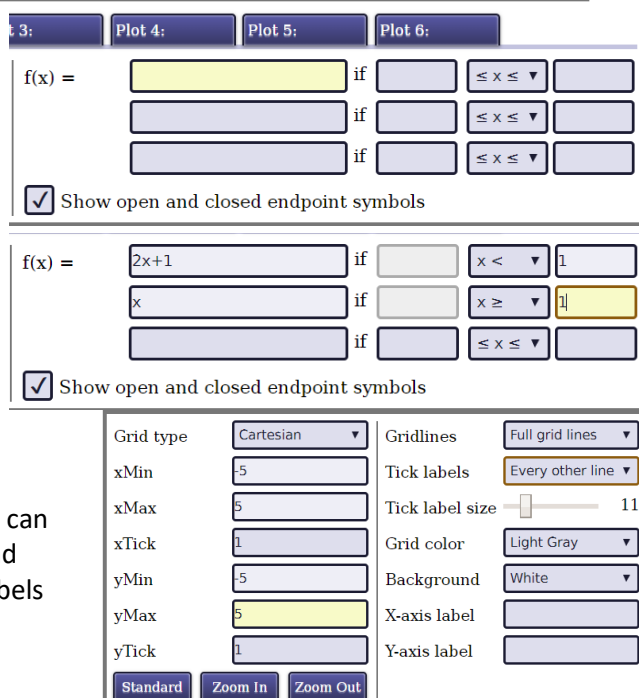 t 3: Plot 4: Plot 5: Plot 6:
f(x) = if ≤ x ≤ ▼
if ≤ x ≤ ▼
if ≤ x ≤ ▼
✓ Show open and closed endpoint symbols
f(x) = 2x+1 if x < ▼ 1
x if x ≥ ▼ 1
if ≤ x ≤ ▼
✓ Show open and closed endpoint symbols
Grid type Cartesian ▼ Gridlines Full grid lines ▼
xMin -5 Tick labels Every other line ▼
xMax 5 Tick label size 11
xTick 1 Grid color Light Gray ▼
yMin -5 Background White ▼
yMax 5 X-axis label
yTick 1 Y-axis label
Standard Zoom In Zoom Out
can
d
bels